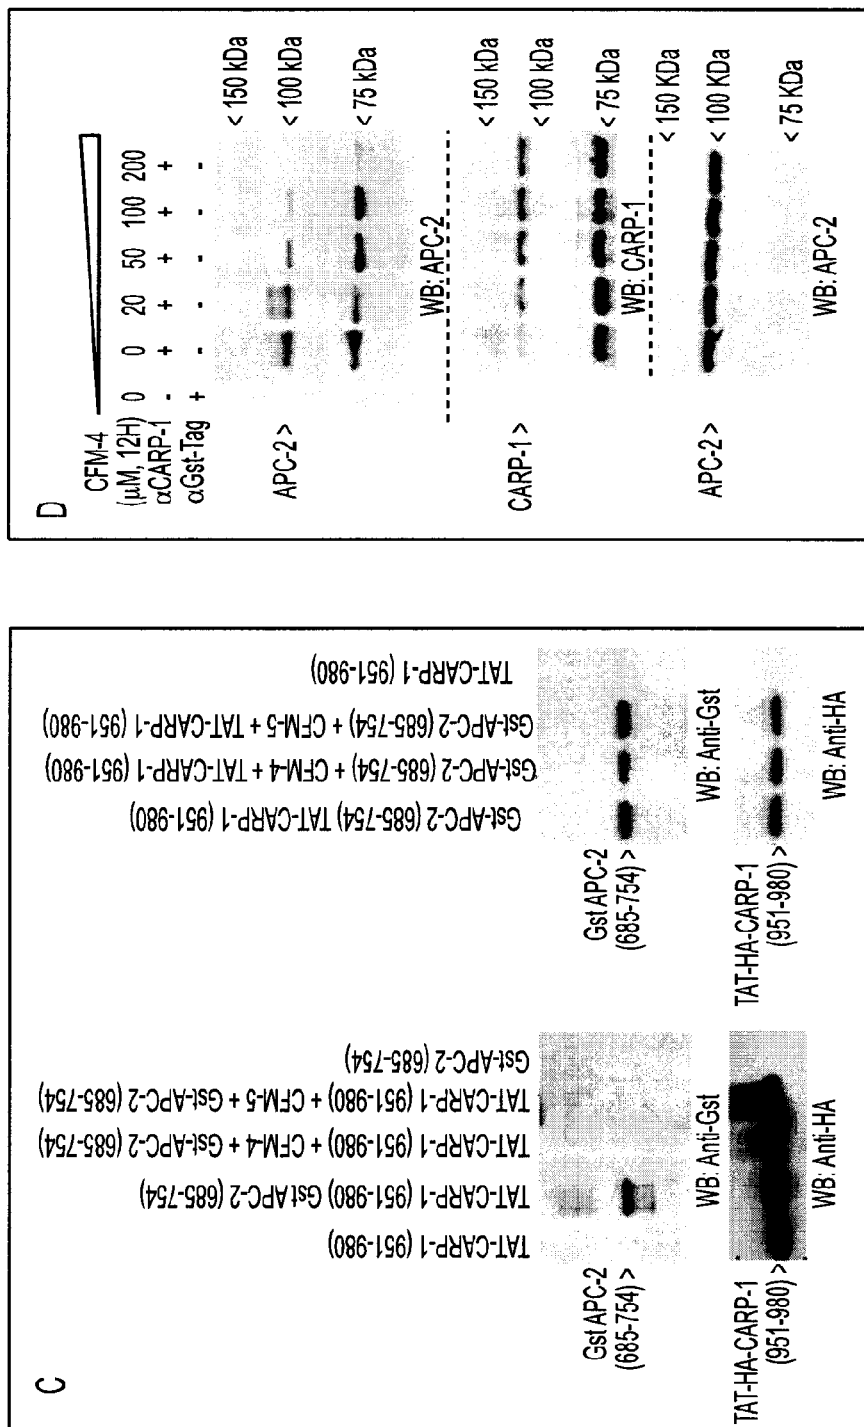 C
TAT-CARP-1 (951-980)
TAT-CARP-1 (951-980) Gst APC-2 (685-754)
TAT-CARP-1 (951-980) + CFM-4 + Gst-APC-2 (685-754)
TAT-CARP-1 (951-980) + CFM-5 + Gst-APC-2 (685-754)
Gst-APC-2 (685-754)
Gst APC-2
(685-754) >
WB: Anti-Gst
TAT-HA-CARP-1
(951-980) >
WB: Anti-HA
Gst-APC-2 (685-754) TAT-CARP-1 (951-980)
Gst-APC-2 (685-754) + CFM-4 + TAT-CARP-1 (951-980)
Gst-APC-2 (685-754) + CFM-5 + TAT-CARP-1 (951-980)
TAT-CARP-1 (951-980)
Gst APC-2
(685-754) >
WB: Anti-Gst
TAT-HA-CARP-1
(951-980) >
WB: Anti-HA
D
CFM-4
(µM, 12H) 0 0 20 50 100 200
αCARP-1 - + + + + +
αGst-Tag + - - - - -
< 150 kDa
APC-2 > < 100 kDa
< 75 kDa
WB: APC-2
< 150 kDa
CARP-1 >
< 100 kDa
< 75 kDa
WB: CARP-1
< 150 kDa
APC-2 > < 100 kDa
< 75 KDa
WB: APC-2